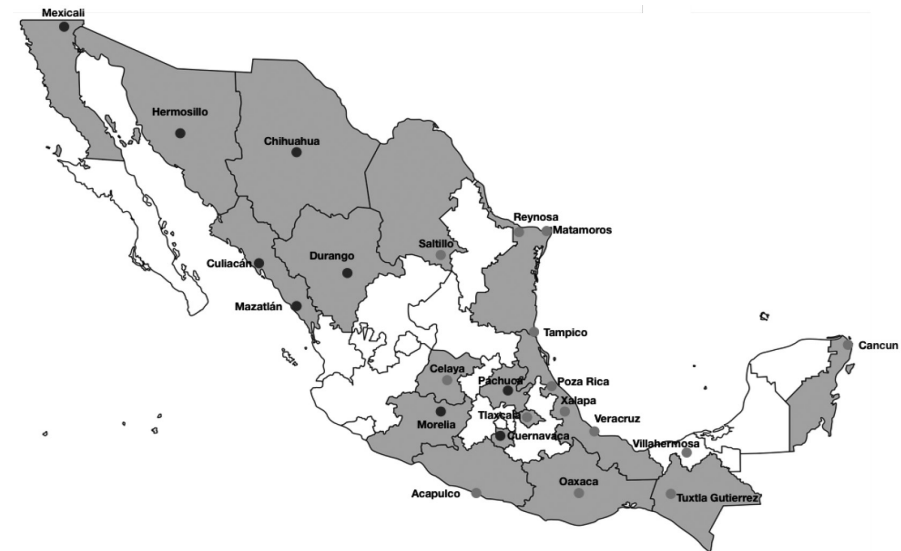 Mexicali
Hermosillo
Chihuahua
Reynosa
Matamoros
Saltillo
Culiacán
Durango
Mazatlán
Tampico
Cancun
Celaya
Pachuca
Poza Rica
Xalapa
Tlaxcala
Veracruz
Morelia
Cuernavaca
Villahermosa
Acapulco
Oaxaca
Tuxtla Gutierrez